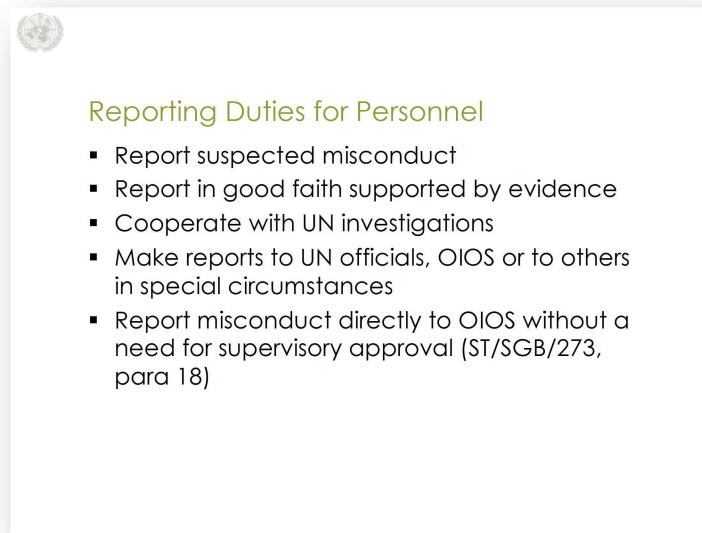 Reporting Duties for Personnel
▪ Report suspected misconduct
▪ Report in good faith supported by evidence
▪ Cooperate with UN investigations
▪ Make reports to UN officials, OIOS or to others
in special circumstances
▪ Report misconduct directly to OIOS without a
need for supervisory approval (ST/SGB/273,
para 18)